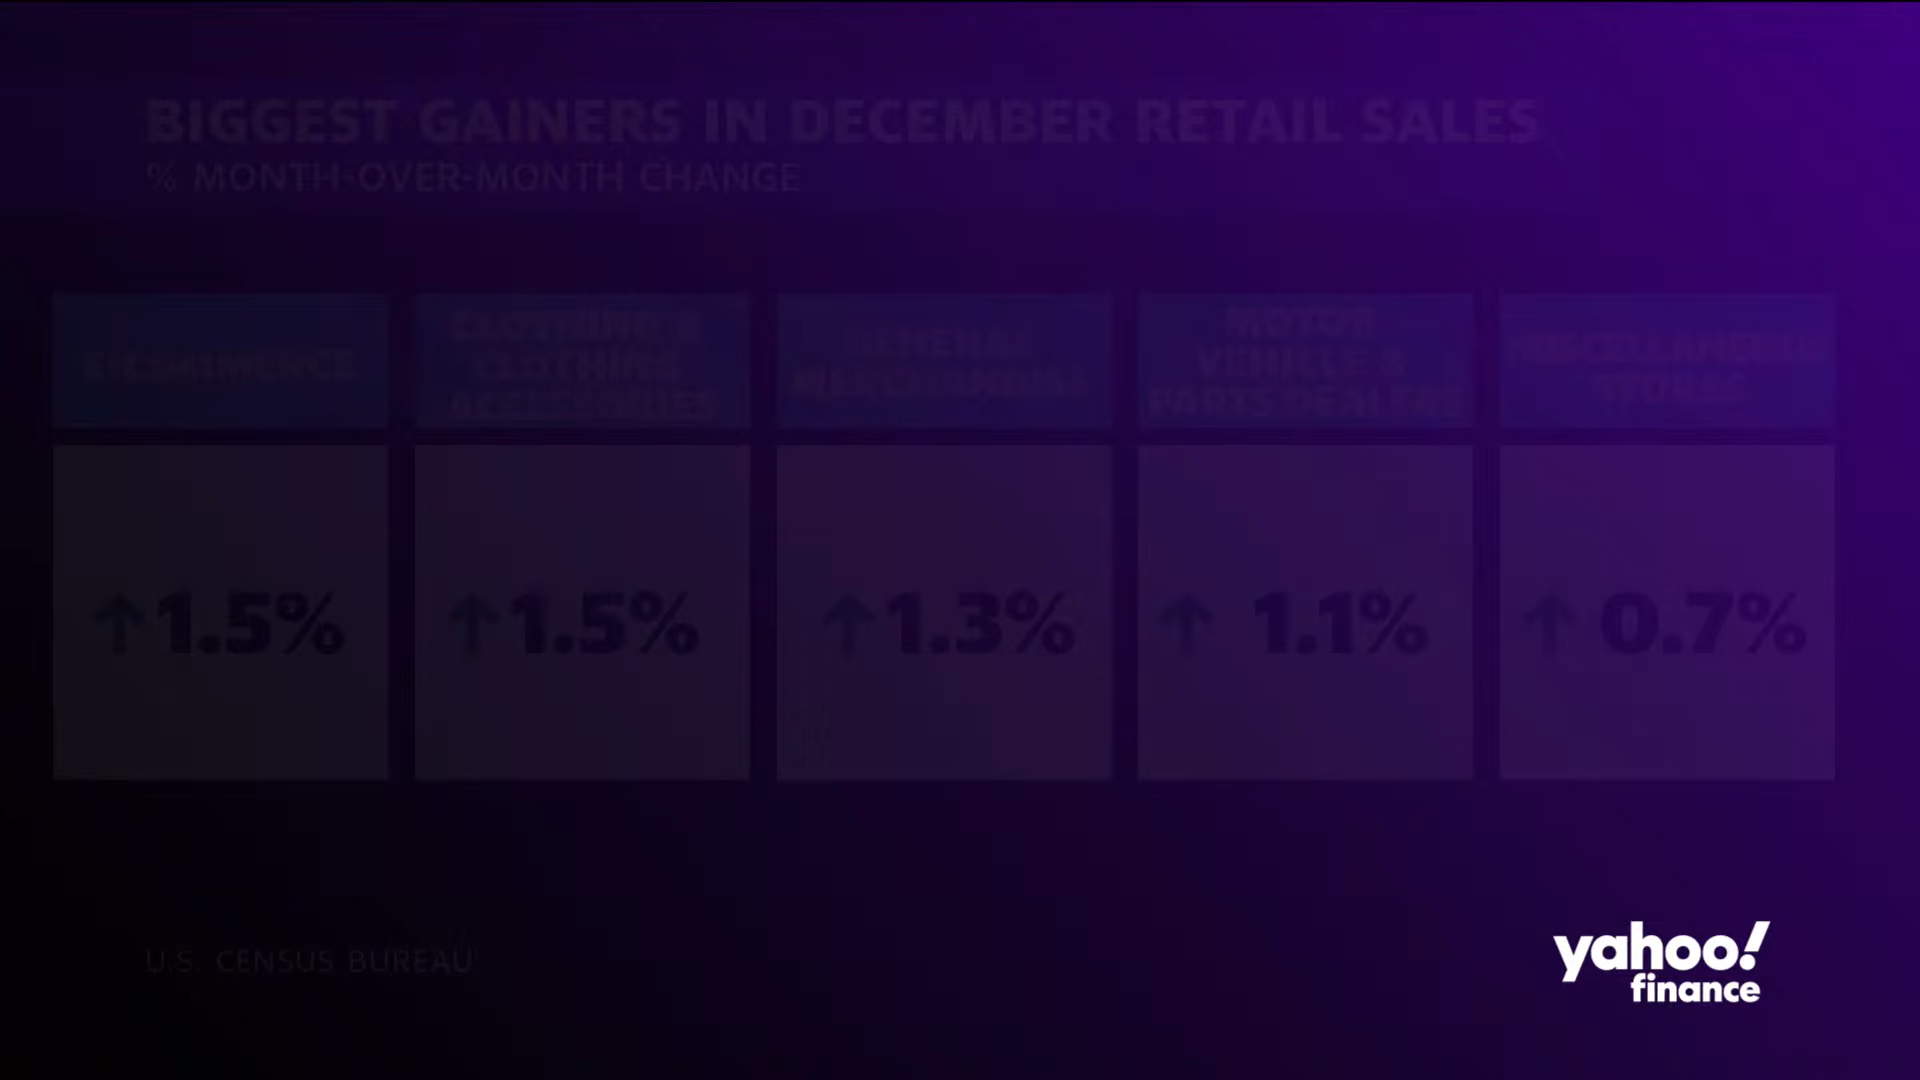 BIGGEST GAINERS IN DECEMBER RETAIL SALES
% MONTH-OVER-MONTH CHANGE
E-COMMERCE
CLOTHING &
CLOTHING
ACCESSORIES
GENERAL
MERCHANDISE
MOTOR
VEHICLE &
PARTS DEALERS
MISCELLANEOUS
STORES
↑1.5%
↑1.5%
↑1.3%
↑ 1.1%
↑ 0.7%
U.S. CENSUS BUREAU
yahoo!
finance